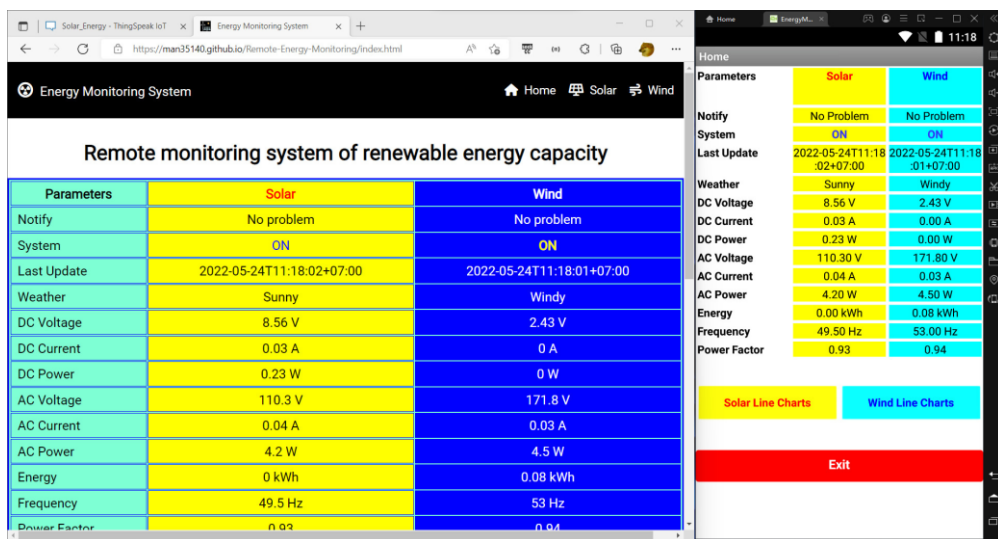 Solar_Energy - ThingSpeak IoT
Energy Monitoring System
https://man35140.github.io/Remote-Energy-Monitoring/index.html
Energy Monitoring System
Home Solar Wind
Remote monitoring system of renewable energy capacity
Parameters Solar Wind
Notify No problem No problem
System ON ON
Last Update 2022-05-24T11:18:02+07:00 2022-05-24T11:18:01+07:00
Weather Sunny Windy
DC Voltage 8.56 V 2.43 V
DC Current 0.03 A 0 A
DC Power 0.23 W 0 W
AC Voltage 110.3 V 171.8 V
AC Current 0.04 A 0.03 A
AC Power 4.2 W 4.5 W
Energy 0 kWh 0.08 kWh
Frequency 49.5 Hz 53 Hz
Power Factor 0.93 0.94
Home EnergyM...
11:18
Home
Parameters Solar Wind
Notify No Problem No Problem
System ON ON
Last Update 2022-05-24T11:18 2022-05-24T11:18
:02+07:00 :01+07:00
Weather Sunny Windy
DC Voltage 8.56 V 2.43 V
DC Current 0.03 A 0.00 A
DC Power 0.23 W 0.00 W
AC Voltage 110.30 V 171.80 V
AC Current 0.04 A 0.03 A
AC Power 4.20 W 4.50 W
Energy 0.00 kWh 0.08 kWh
Frequency 49.50 Hz 53.00 Hz
Power Factor 0.93 0.94
Solar Line Charts Wind Line Charts
Exit